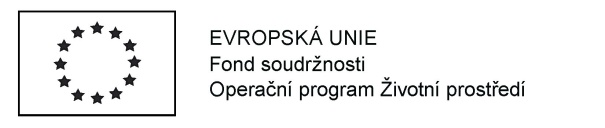 EVROPSKÁ UNIE
Fond soudržnosti
Operační program Životní prostředí